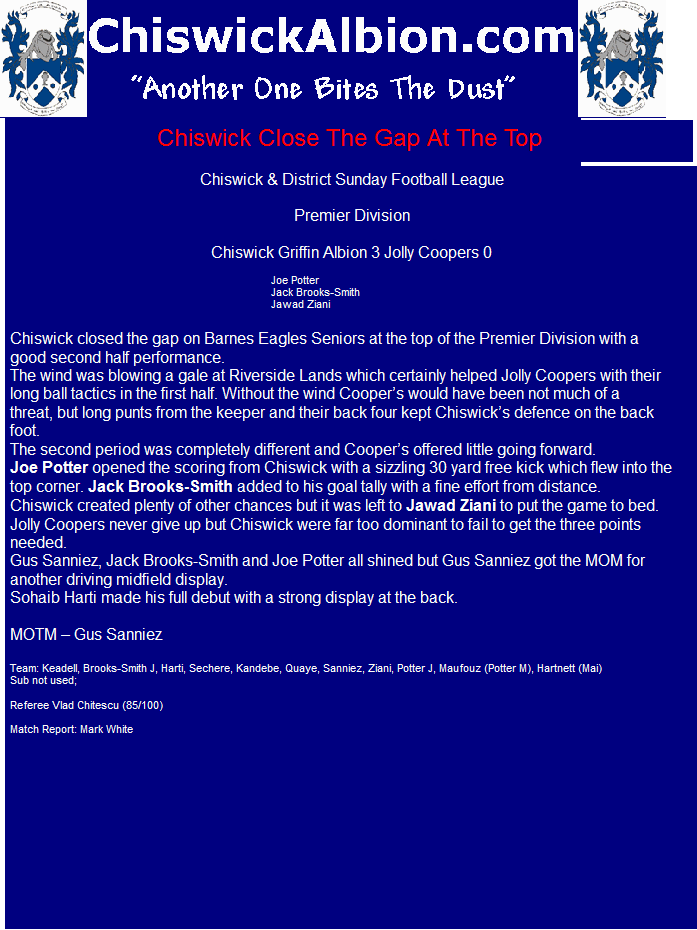 ChiswickAlbion.com
"Another One Bites The Dust"
Chiswick Close The Gap At The Top
Chiswick & District Sunday Football League
Premier Division
Chiswick Griffin Albion 3 Jolly Coopers 0
Joe Potter
Jack Brooks-Smith
Jawad Ziani
Chiswick closed the gap on Barnes Eagles Seniors at the top of the Premier Division with a
good second half performance.
The wind was blowing a gale at Riverside Lands which certainly helped Jolly Coopers with their
long ball tactics in the first half. Without the wind Cooper's would have been not much of a
threat, but long punts from the keeper and their back four kept Chiswick's defence on the back
foot.
The second period was completely different and Cooper's offered little going forward.
Joe Potter opened the scoring from Chiswick with a sizzling 30 yard free kick which flew into the
top corner. Jack Brooks-Smith added to his goal tally with a fine effort from distance.
Chiswick created plenty of other chances but it was left to Jawad Ziani to put the game to bed.
Jolly Coopers never give up but Chiswick were far too dominant to fail to get the three points
needed.
Gus Sanniez, Jack Brooks-Smith and Joe Potter all shined but Gus Sanniez got the MOM for
another driving midfield display.
Sohaib Harti made his full debut with a strong display at the back.
MOTM – Gus Sanniez
Team: Keadell, Brooks-Smith J, Harti, Sechere, Kandebe, Quaye, Sanniez, Ziani, Potter J, Maufouz (Potter M), Hartnett (Mai)
Sub not used;
Referee Vlad Chitescu (85/100)
Match Report: Mark White